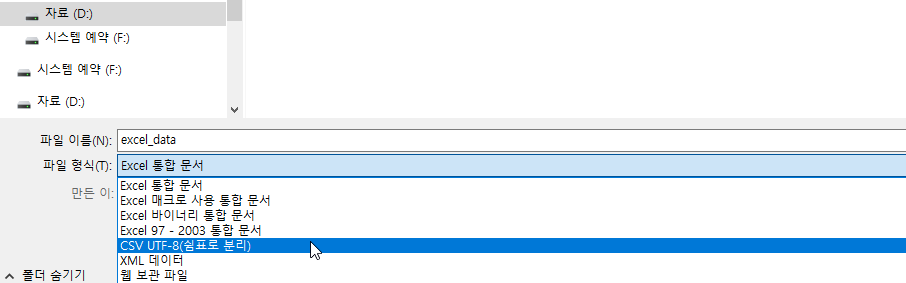 자료 (D:)
시스템 예약 (F:)
시스템 예약 (F:)
자료 (D:)
파일 이름(N): excel_data
파일 형식(T): Excel 통합 문서
만든 이: Excel 통합 문서
Excel 매크로 사용 통합 문서
Excel 바이너리 통합 문서
Excel 97 - 2003 통합 문서
CSV UTF-8(쉼표로 분리)
XML 데이터
폴더 숨기기 웹 보관 파일